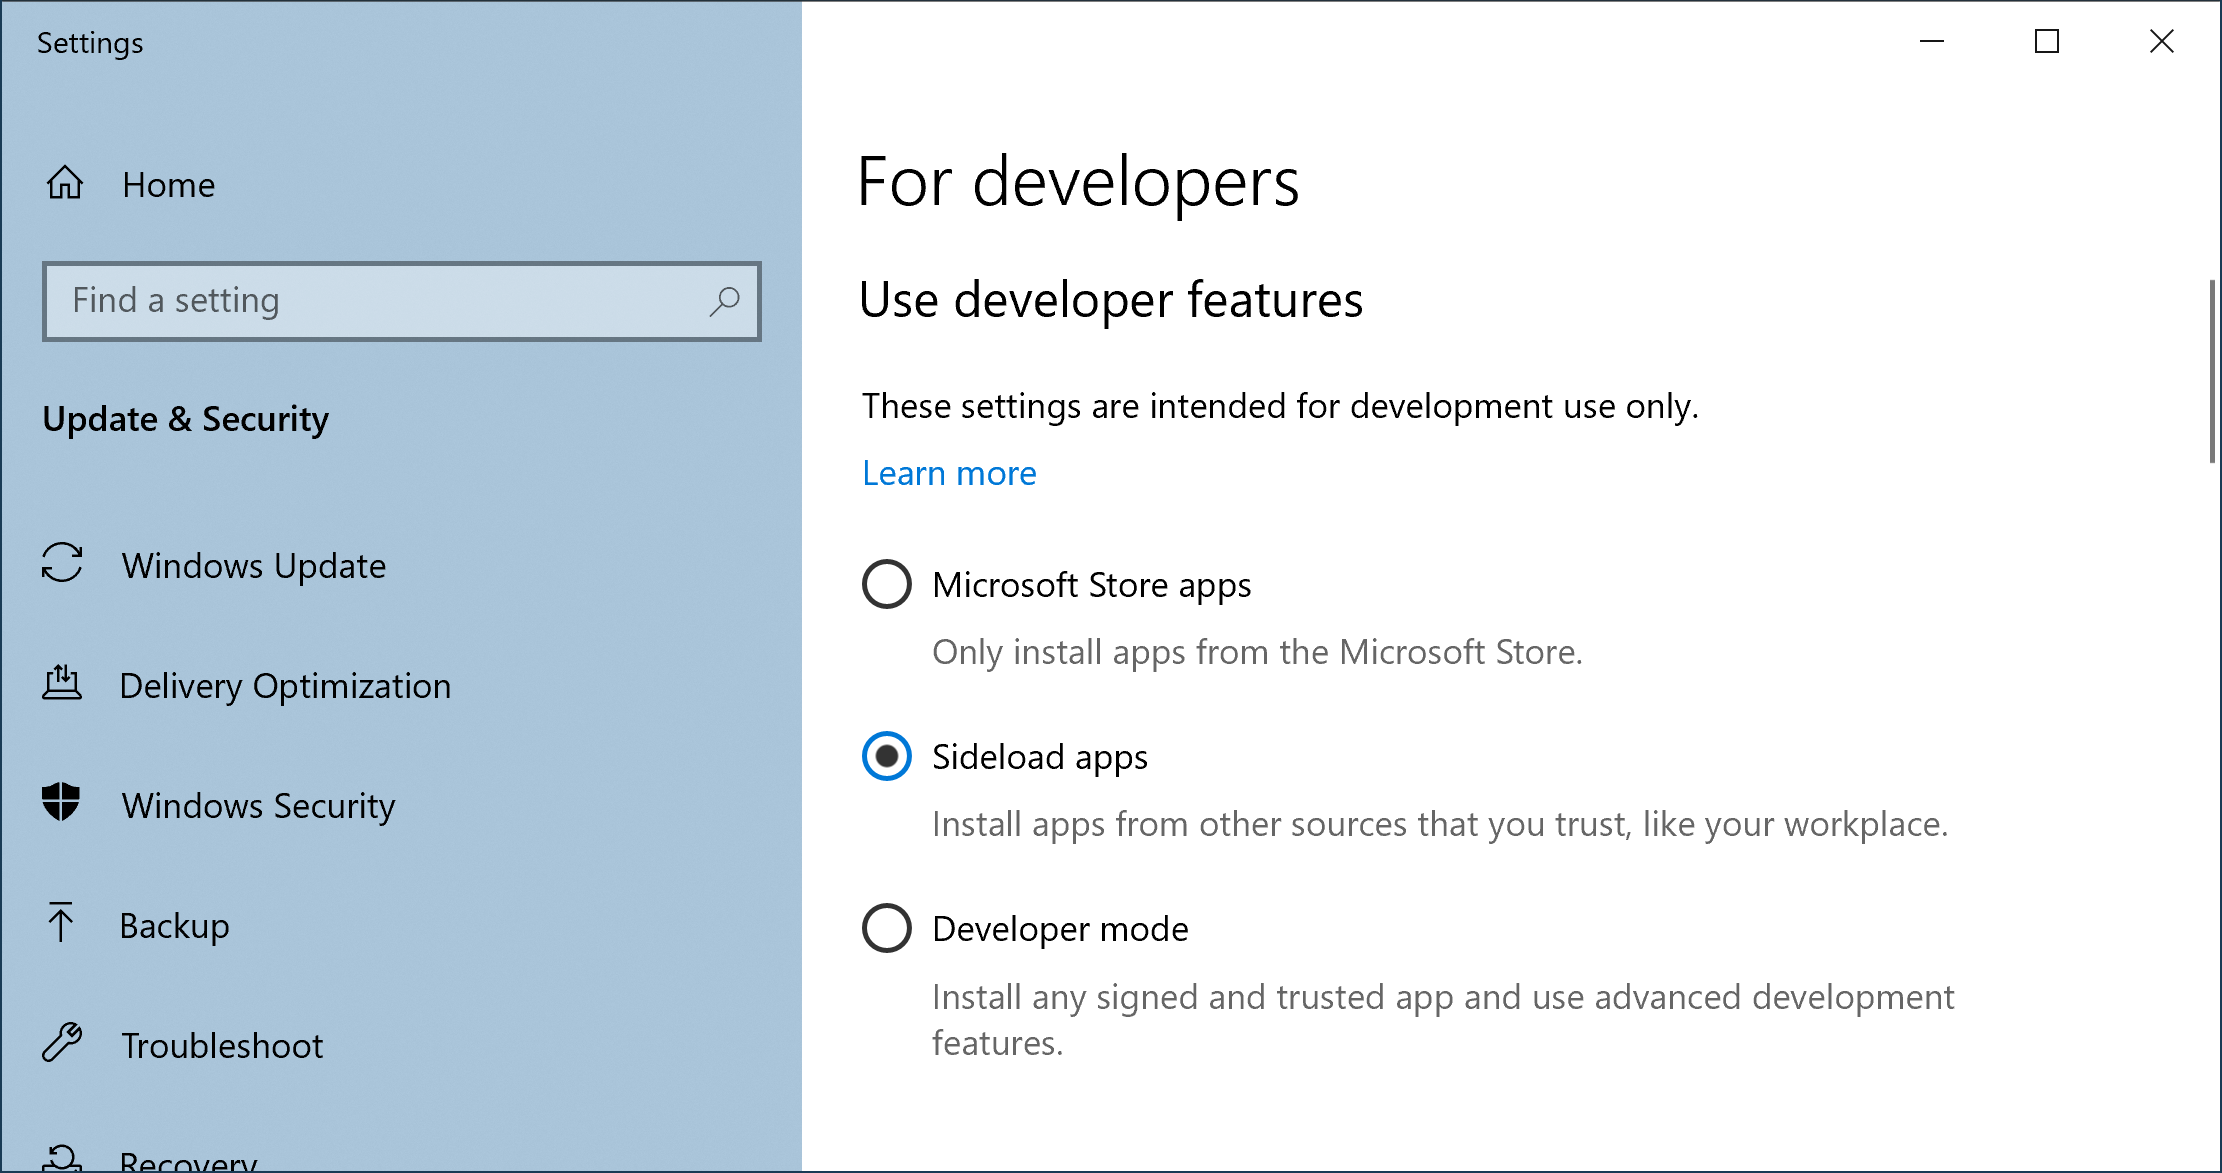 Settings
Home
Find a setting
Update & Security
Windows Update
Delivery Optimization
Windows Security
Backup
Troubleshoot
Recovery
For developers
Use developer features
These settings are intended for development use only.
Learn more
Microsoft Store apps
Only install apps from the Microsoft Store.
Sideload apps
Install apps from other sources that you trust, like your workplace.
Developer mode
Install any signed and trusted app and use advanced development
features.